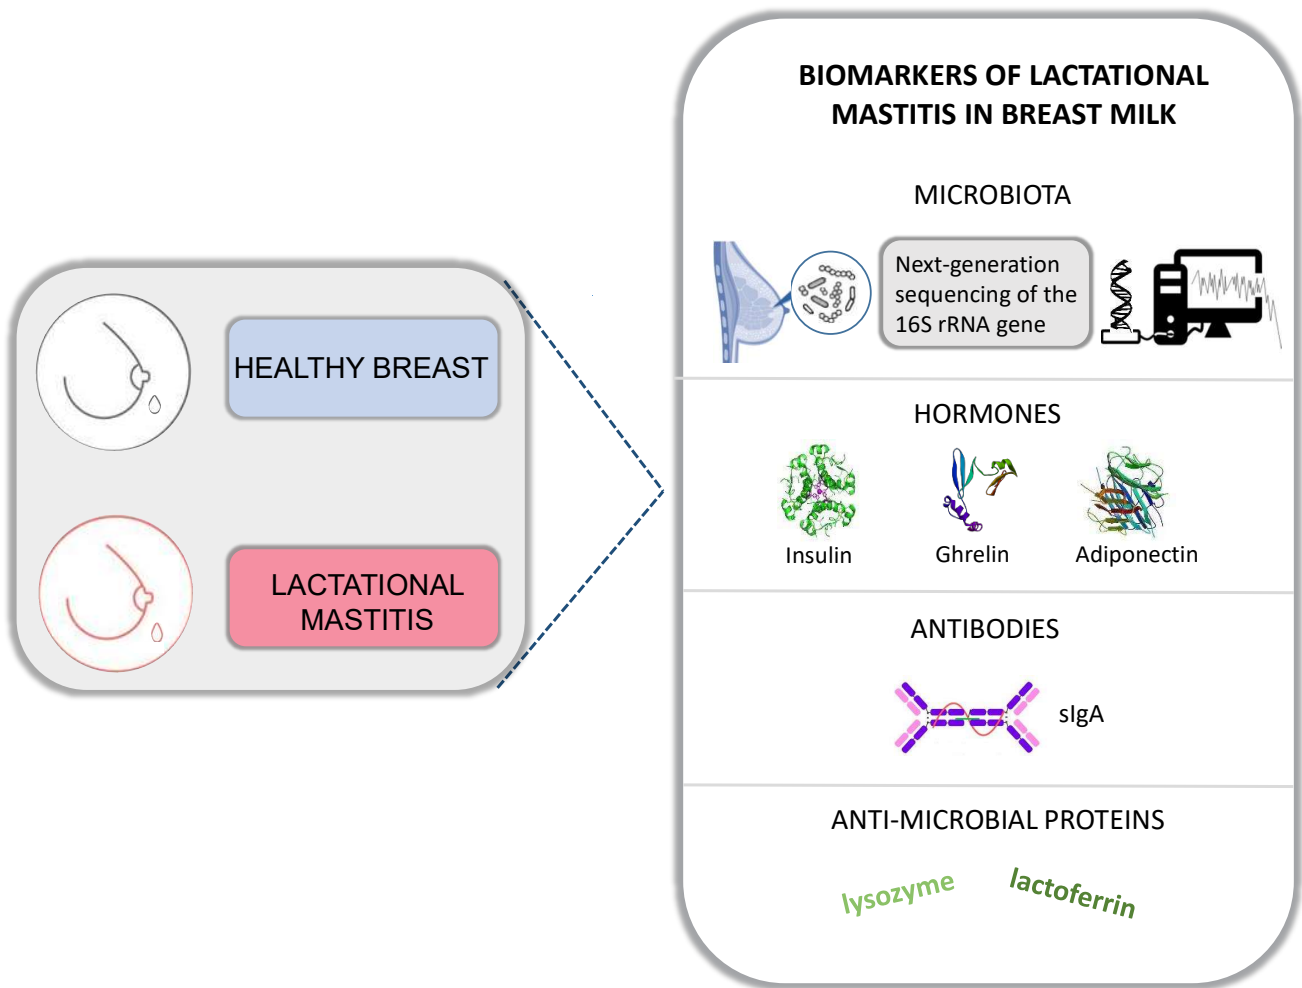 HEALTHY BREAST
LACTATIONAL
MASTITIS
BIOMARKERS OF LACTATIONAL
MASTITIS IN BREAST MILK
MICROBIOTA
Next-generation
sequencing of the
16S rRNA gene
HORMONES
Insulin
Ghrelin
Adiponectin
ANTIBODIES
sIgA
ANTI-MICROBIAL PROTEINS
lysozyme
lactoferrin